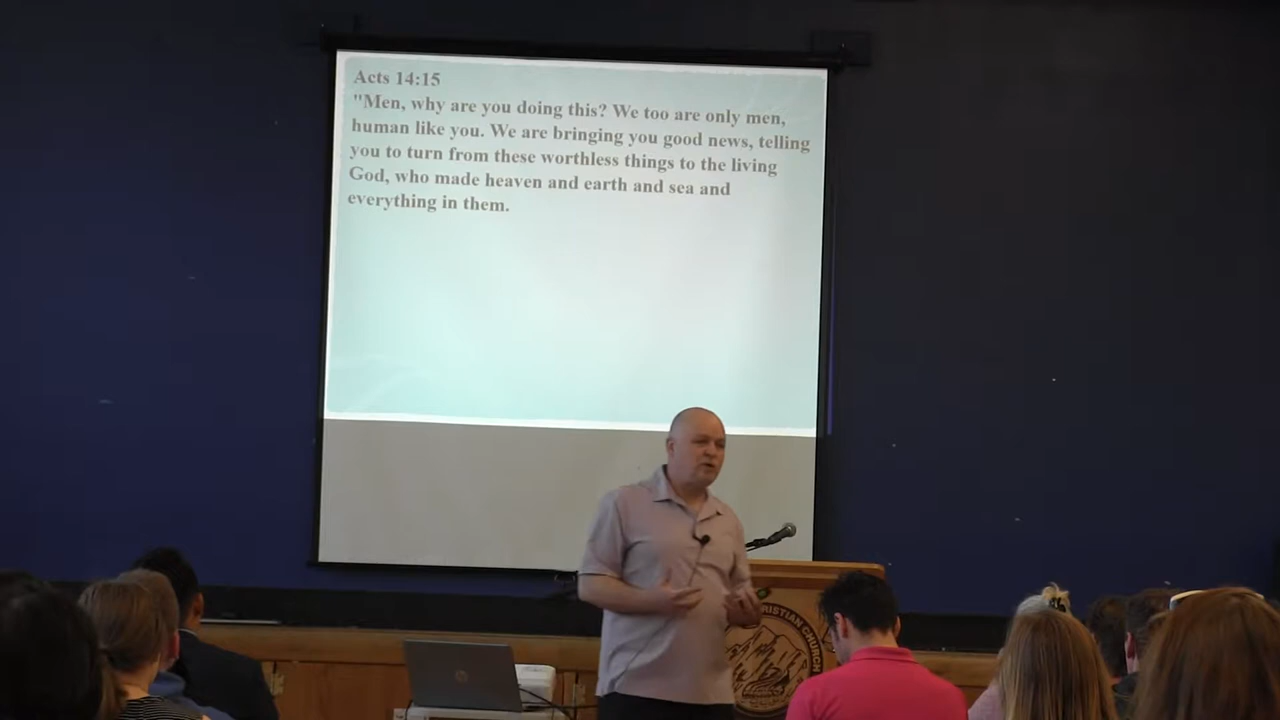 Acts 14:15
"Men, why are you doing this? We too are only men,
human like you. We are bringing you good news, telling
you to turn from these worthless things to the living
God, who made heaven and earth and sea and
everything in them.
RISTIAN CHURCH